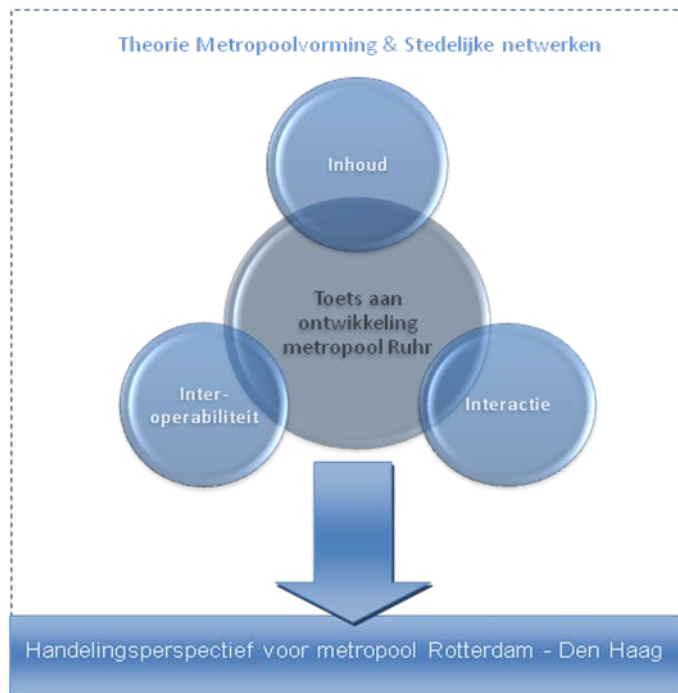 Theorie Metropoolvorming & Stedelijke netwerken
Inhoud
Toets aan
ontwikkeling
metropool Ruhr
Inter-
operabiliteit
Interactie
Handelingsperspectief voor metropool Rotterdam - Den Haag